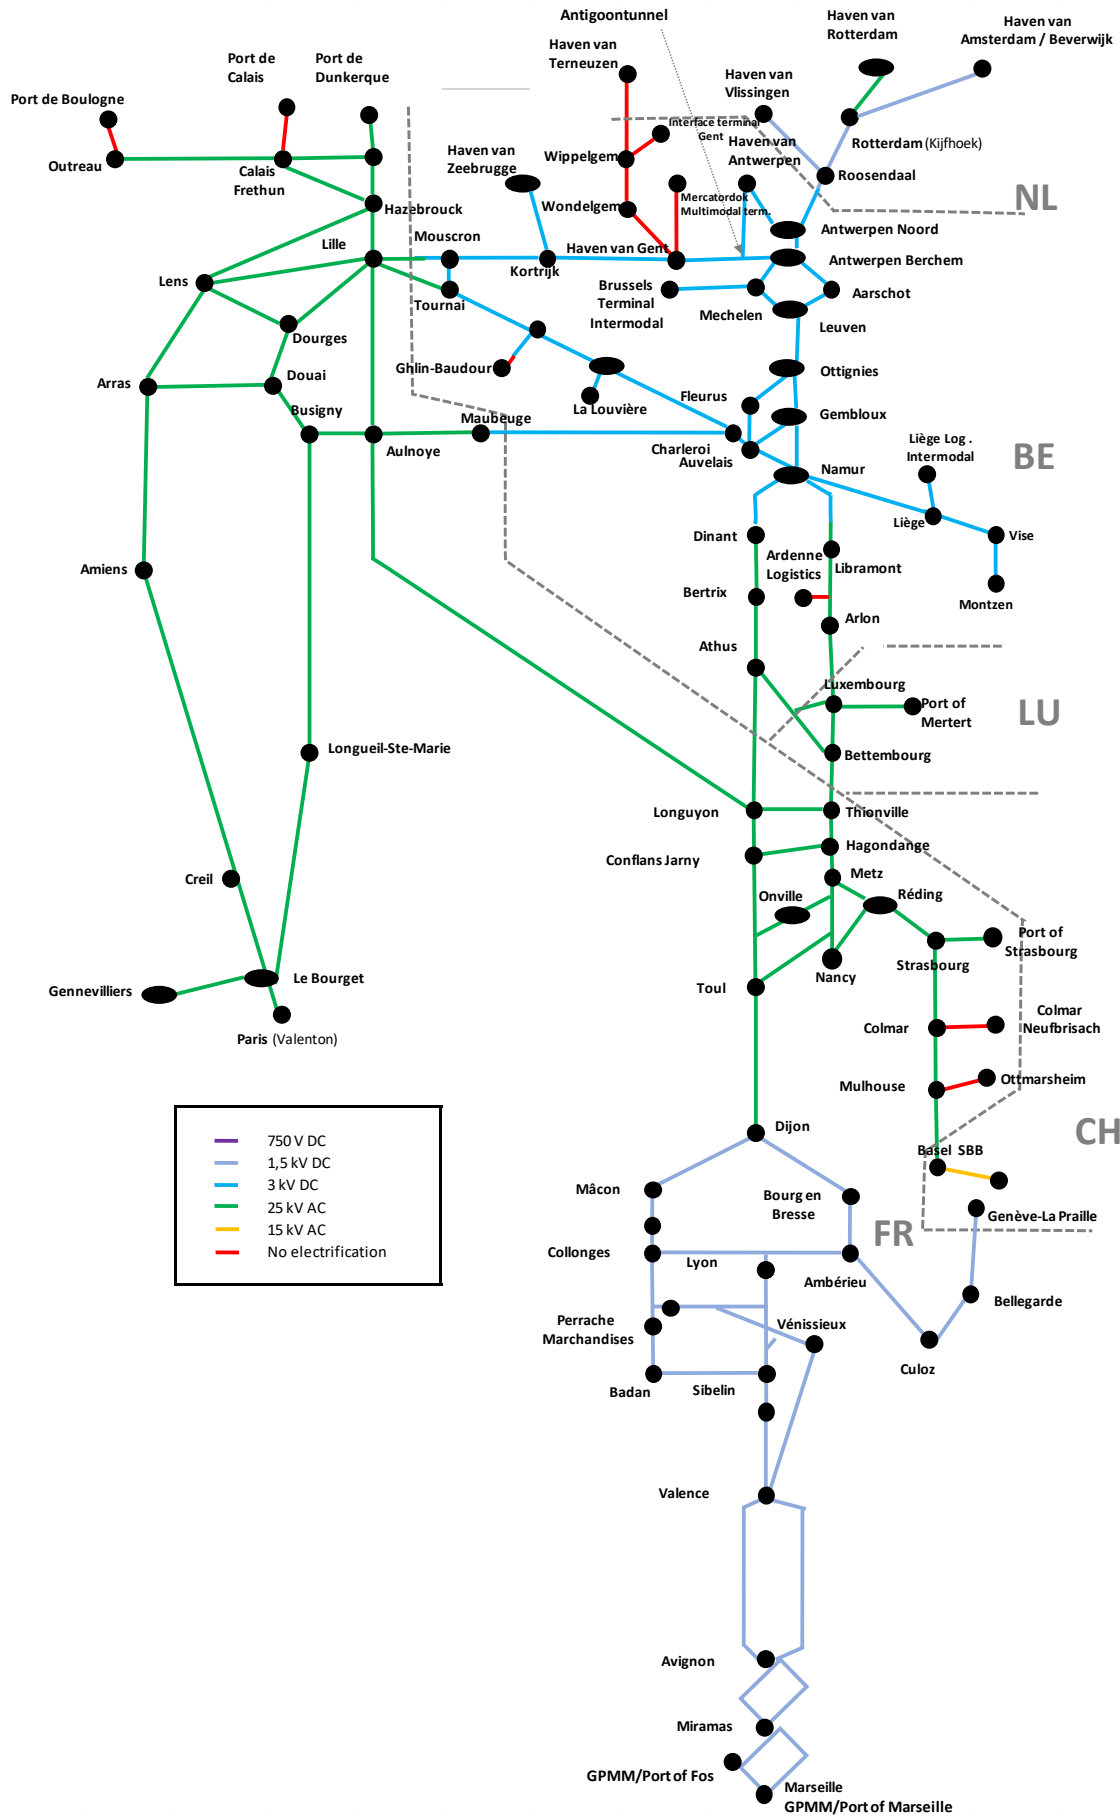 Antigoontunnel
Haven van
Rotterdam
Haven van
Amsterdam / Beverwijk
Port de
Calais
Port de
Dunkerque
Haven van
Terneuzen
Haven van
Vlissingen
Port de Boulogne
Interface terminal
Gent
Rotterdam (Kijfhoek)
Outreau
Calais
Frethun
Haven van
Zeebrugge
Wippelgem
Haven van
Antwerpen
Roosendaal
NL
Hazebrouck
Wondelgem
Mercatordok
Multimodal term.
Antwerpen Noord
Lille
Mouscron
Kortrijk
Haven van Gent
Antwerpen Berchem
Lens
Tournai
Brussels
Terminal
Intermodal
Mechelen
Aarschot
Leuven
Dourges
Ghlin-Baudour
Ottignies
Arras
Douai
La Louvière
Fleurus
Gembloux
Busigny
Maubeuge
Aulnoye
Charleroi
Auvelais
Namur
Liège Log .
Intermodal
BE
Liège
Vise
Dinant
Ardenne
Logistics
Libramont
Amiens
Bertrix
Montzen
Arlon
Athus
Luxembourg
Port of
Mertert
LU
Longueil-Ste-Marie
Bettembourg
Longuyon
Thionville
Conflans Jarny
Hagondange
Creil
Metz
Onville
Réding
Port of
Strasbourg
Strasbourg
Gennevilliers
Le Bourget
Toul
Nancy
Paris (Valenton)
Colmar
Colmar
Neufbrisach
Mulhouse
Ottmarsheim
750 V DC
1,5 kV DC
3 kV DC
25 kV AC
15 kV AC
No electrification
Dijon
CH
Basel SBB
Mâcon
Bourg en
Bresse
Genève-La Praille
FR
Collonges
Lyon
Ambérieu
Bellegarde
Perrache
Marchandises
Vénissieux
Culoz
Badan
Sibelin
Valence
Avignon
Miramas
GPMM/Port of Fos
Marseille
GPMM/Port of Marseille